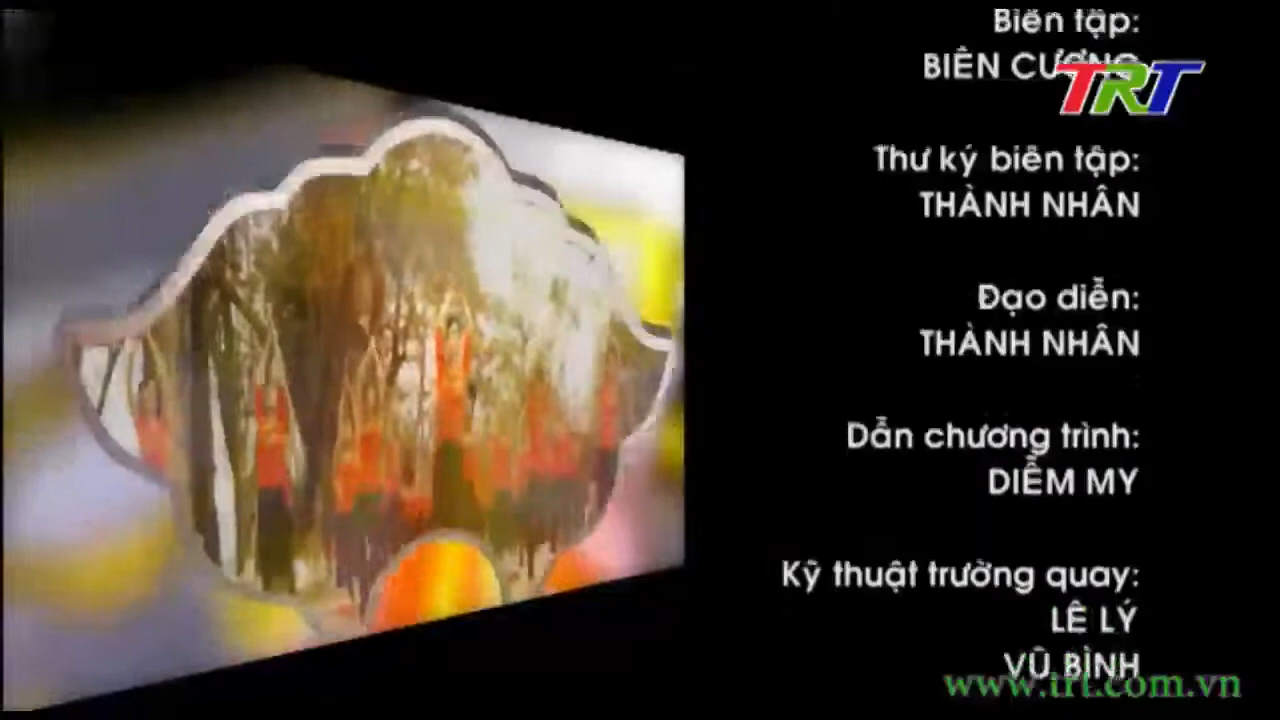 Biên tập:
BIÊN CƯƠNG
TRT
Thư ký biên tập:
THÀNH NHÂN
Đạo diễn:
THÀNH NHÂN
Dẫn chương trình:
DIỄM MY
Kỹ thuật trường quay:
LÊ LÝ
VŨ BÌNH
www.trt.com.vn